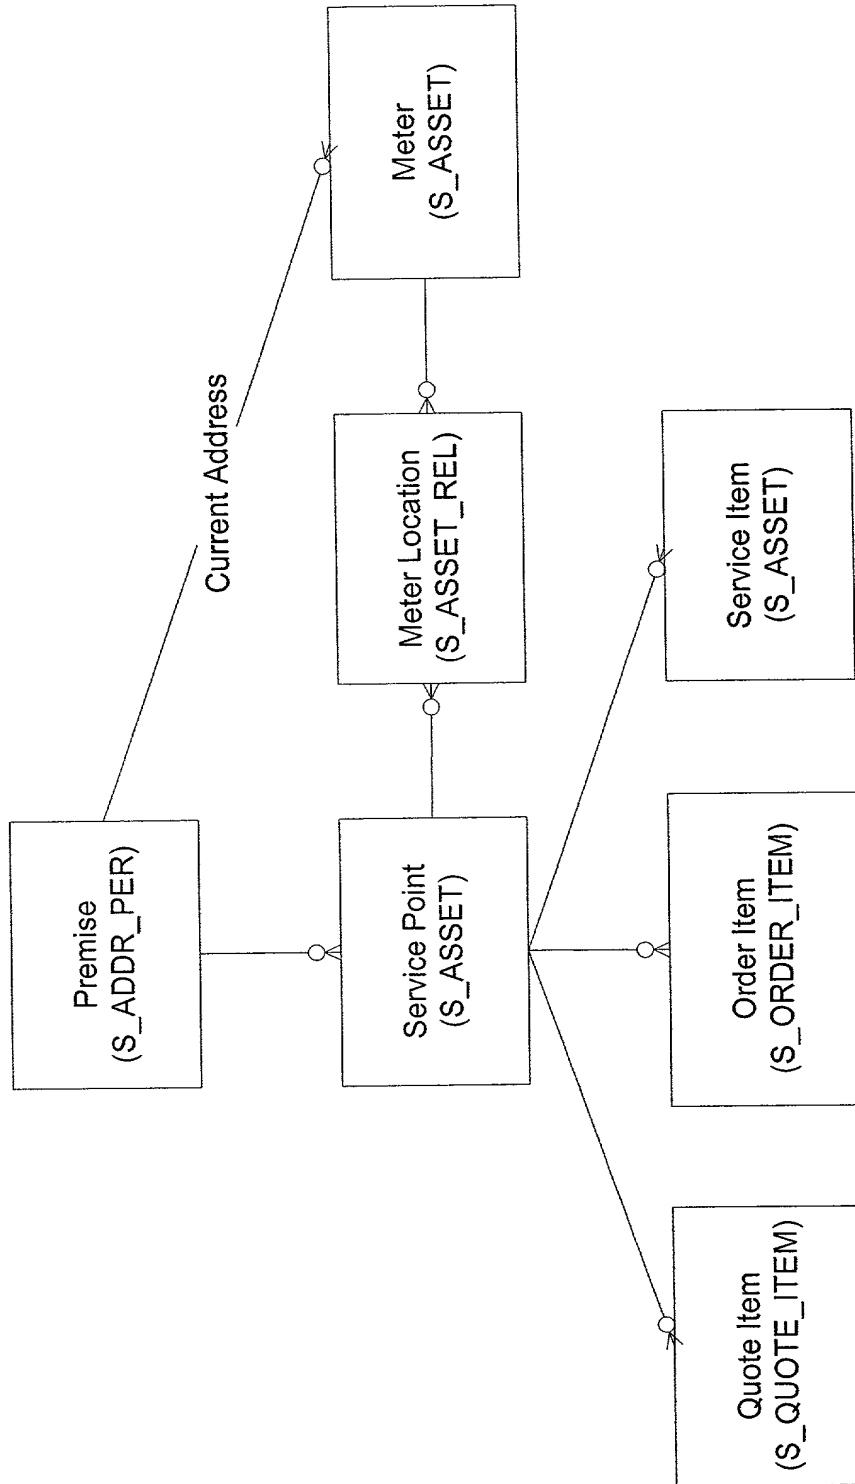 Premise
(S_ADDR_PER)
Current Address
Service Point
(S_ASSET)
Meter Location
(S_ASSET_REL)
Meter
(S_ASSET)
Quote Item
(S_QUOTE_ITEM)
Order Item
(S_ORDER_ITEM)
Service Item
(S_ASSET)